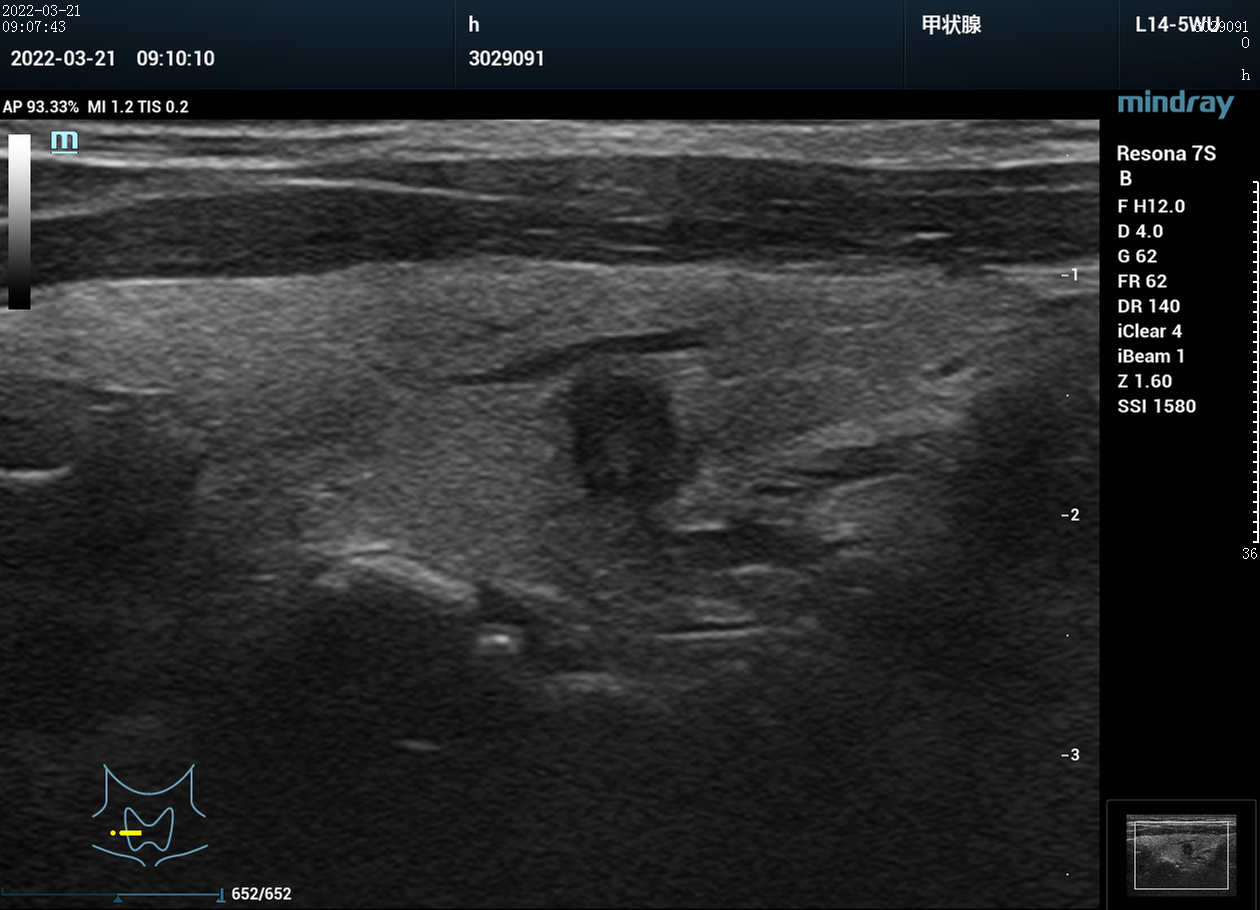 2022-03-21
09:07:43
2022-03-21 09:10:10
h
3029091
甲状腺
L14-5WU
3029091
0
h
AP 93.33% MI 1.2 TIS 0.2
m
mindray
Resona 7S
B
F H12.0
D 4.0
G 62
FR 62
DR 140
iClear 4
iBeam 1
Z 1.60
SSI 1580
1
2
36
3
652/652